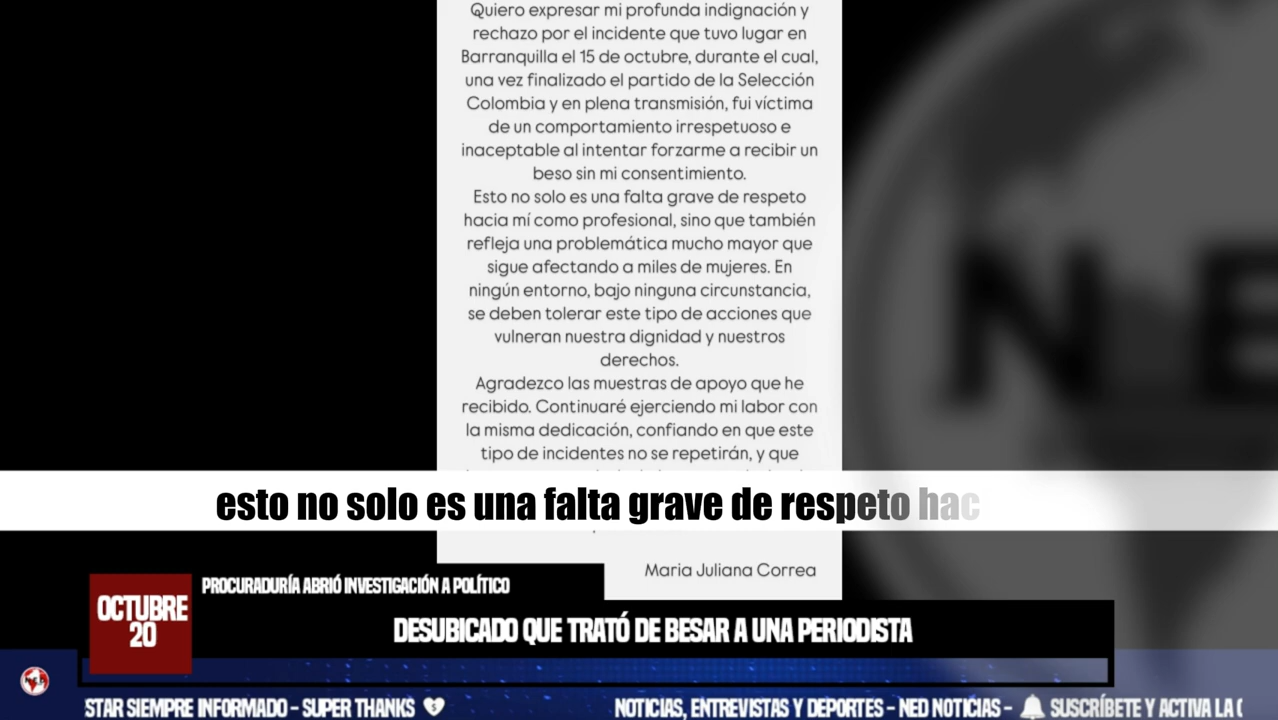 Quiero expresar mi profunda indignación y
rechazo por el incidente que tuvo lugar en
Barranquilla el 15 de octubre, durante el cual,
una vez finalizado el partido de la Selección
Colombia y en plena transmisión, fui víctima
de un comportamiento irrespetuoso e
inaceptable al intentar forzarme a recibir un
beso sin mi consentimiento.
Esto no solo es una falta grave de respeto
hacia mí como profesional, sino que también
refleja una problemática mucho mayor que
sigue afectando a miles de mujeres. En
ningún entorno, bajo ninguna circunstancia,
se deben tolerar este tipo de acciones que
vulneran nuestra dignidad y nuestros
derechos.
Agradezco las muestras de apoyo que he
recibido. Continuaré ejerciendo mi labor con
la misma dedicación, confiando en que este
tipo de incidentes no se repetirán, y que
esto no solo es una falta grave de respeto hac
Maria Juliana Correa
NE
OCTUBRE
20
PROCURADURÍA ABRIÓ INVESTIGACIÓN A POLÍTICO
DESUBICADO QUE TRATÓ DE BESAR A UNA PERIODISTA
STAR SIEMPRE INFORMADO - SUPER THANKS
NOTICIAS, ENTREVISTAS Y DEPORTES - NED NOTICIAS -
SUSCRÍBETE Y ACTIVA LA